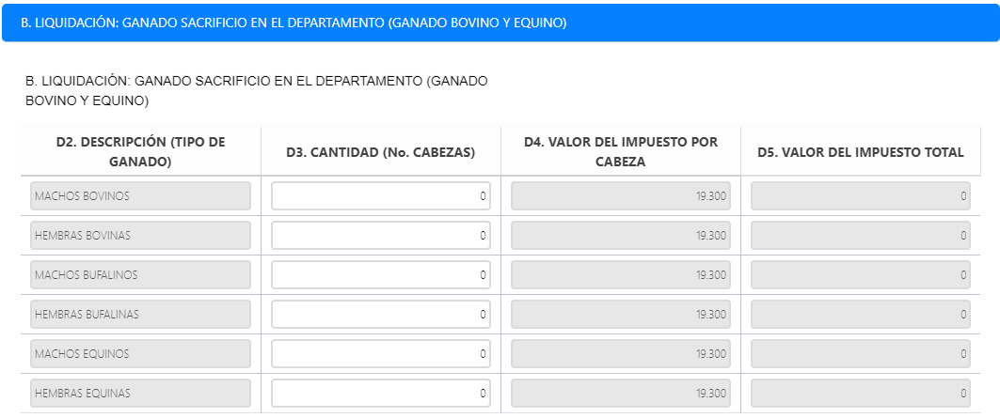 B. LIQUIDACIÓN: GANADO SACRIFICIO EN EL DEPARTAMENTO (GANADO BOVINO Y EQUINO)
B. LIQUIDACIÓN: GANADO SACRIFICIO EN EL DEPARTAMENTO (GANADO
BOVINO Y EQUINO)
D2. DESCRIPCIÓN (TIPO DE
GANADO)
D3. CANTIDAD (No. CABEZAS)
D4. VALOR DEL IMPUESTO POR
CABEZA
D5. VALOR DEL IMPUESTO TOTAL
MACHOS BOVINOS 0 19.300 0
HEMBRAS BOVINAS 0 19.300 0
MACHOS BUFALINOS 0 19.300 0
HEMBRAS BUFALINAS 0 19.300 0
MACHOS EQUINOS 0 19.300 0
HEMBRAS EQUINAS 0 19.300 0